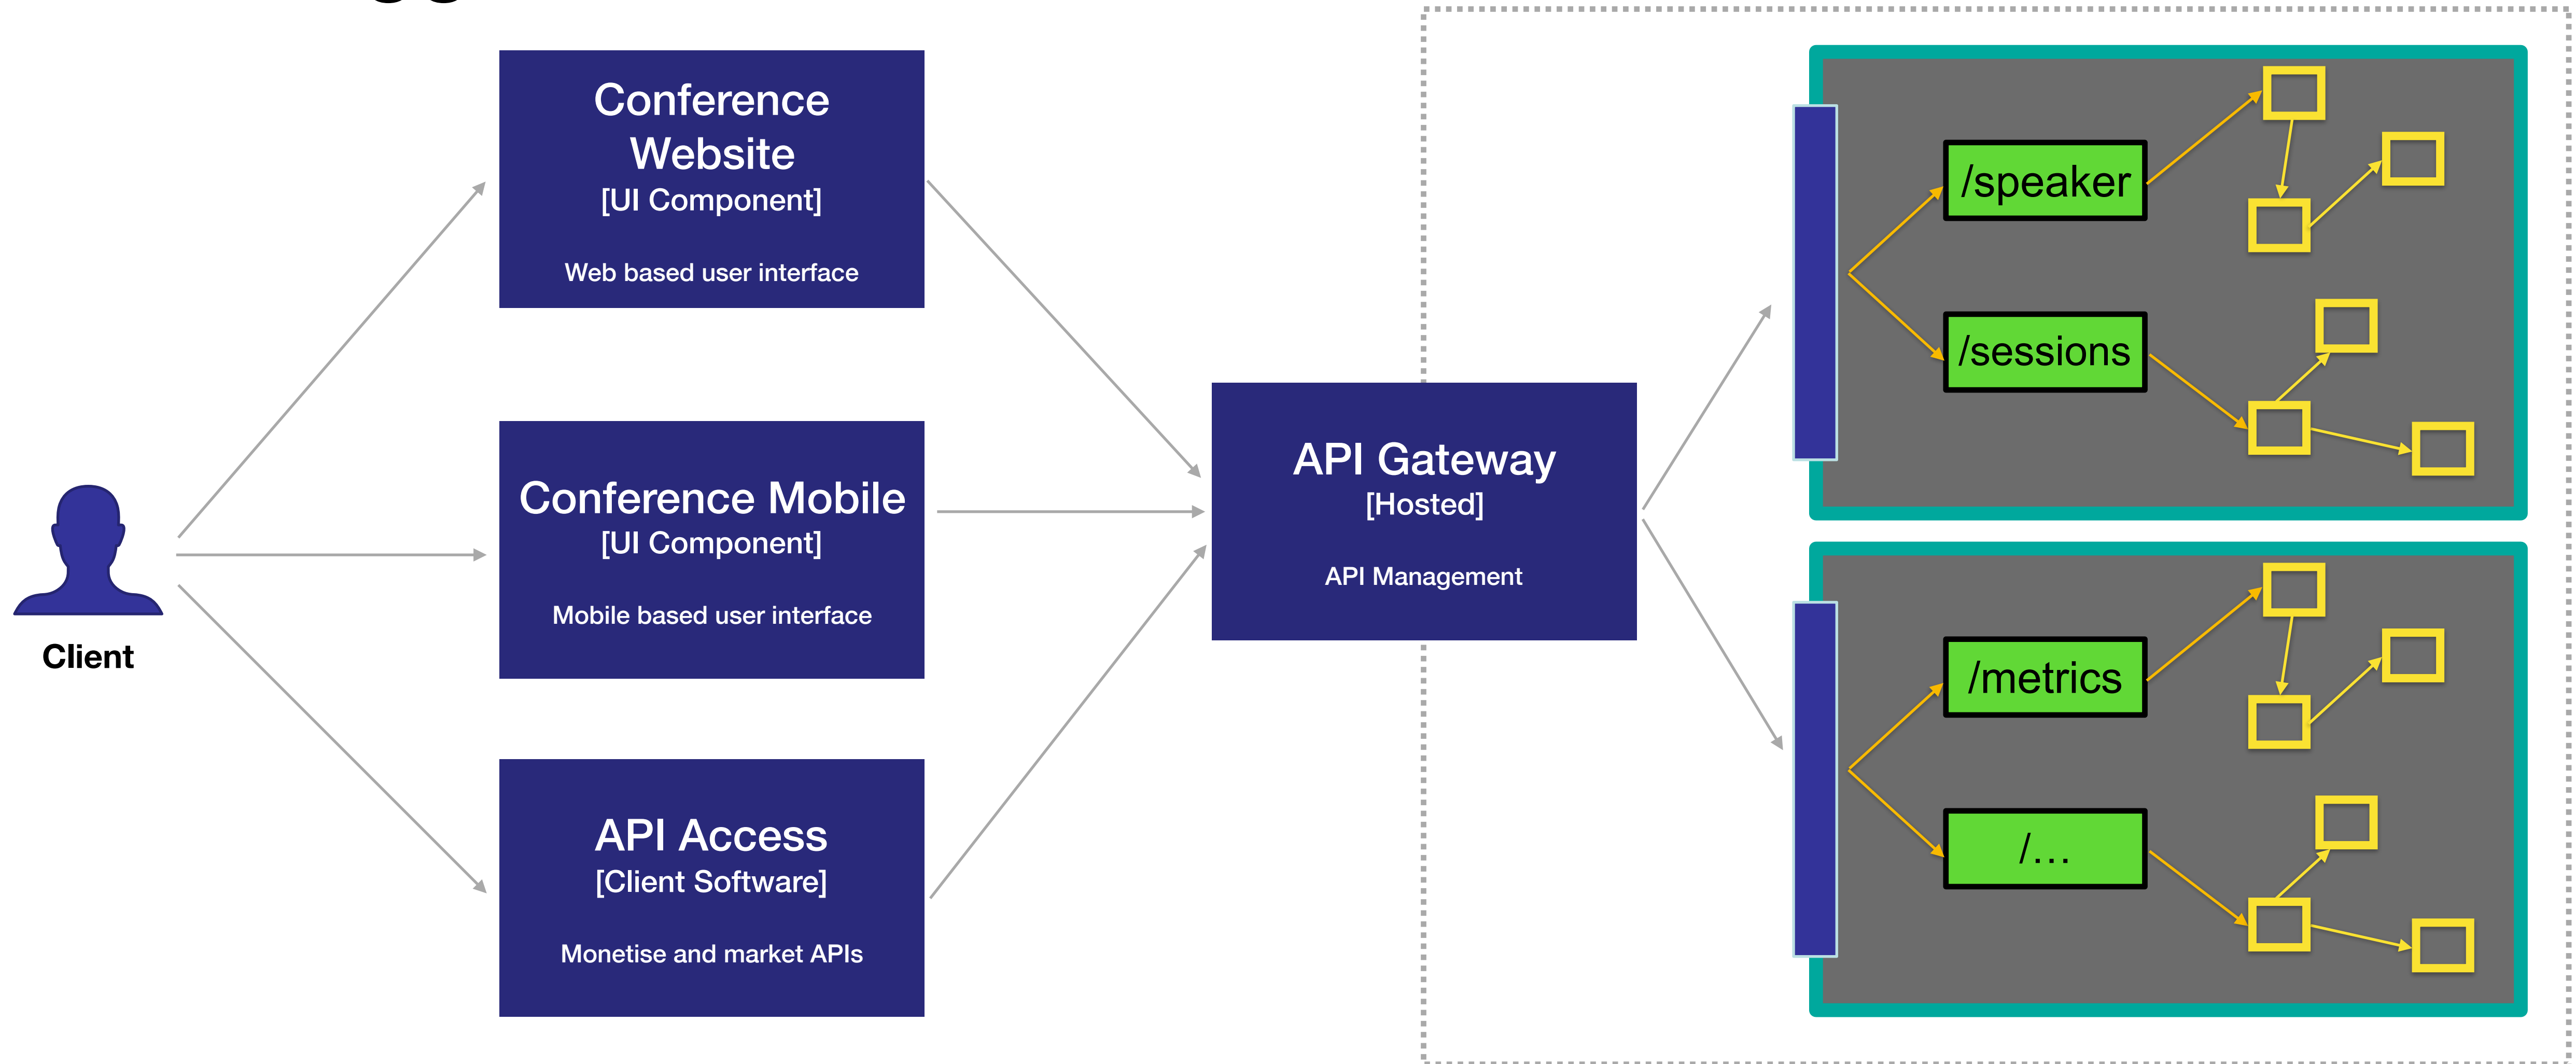 Conference
Website
[UI Component]
Web based user interface
Conference Mobile
[UI Component]
Mobile based user interface
API Access
[Client Software]
Monetise and market APIs
Client
API Gateway
[Hosted]
API Management
/speaker
/sessions
/metrics
/...